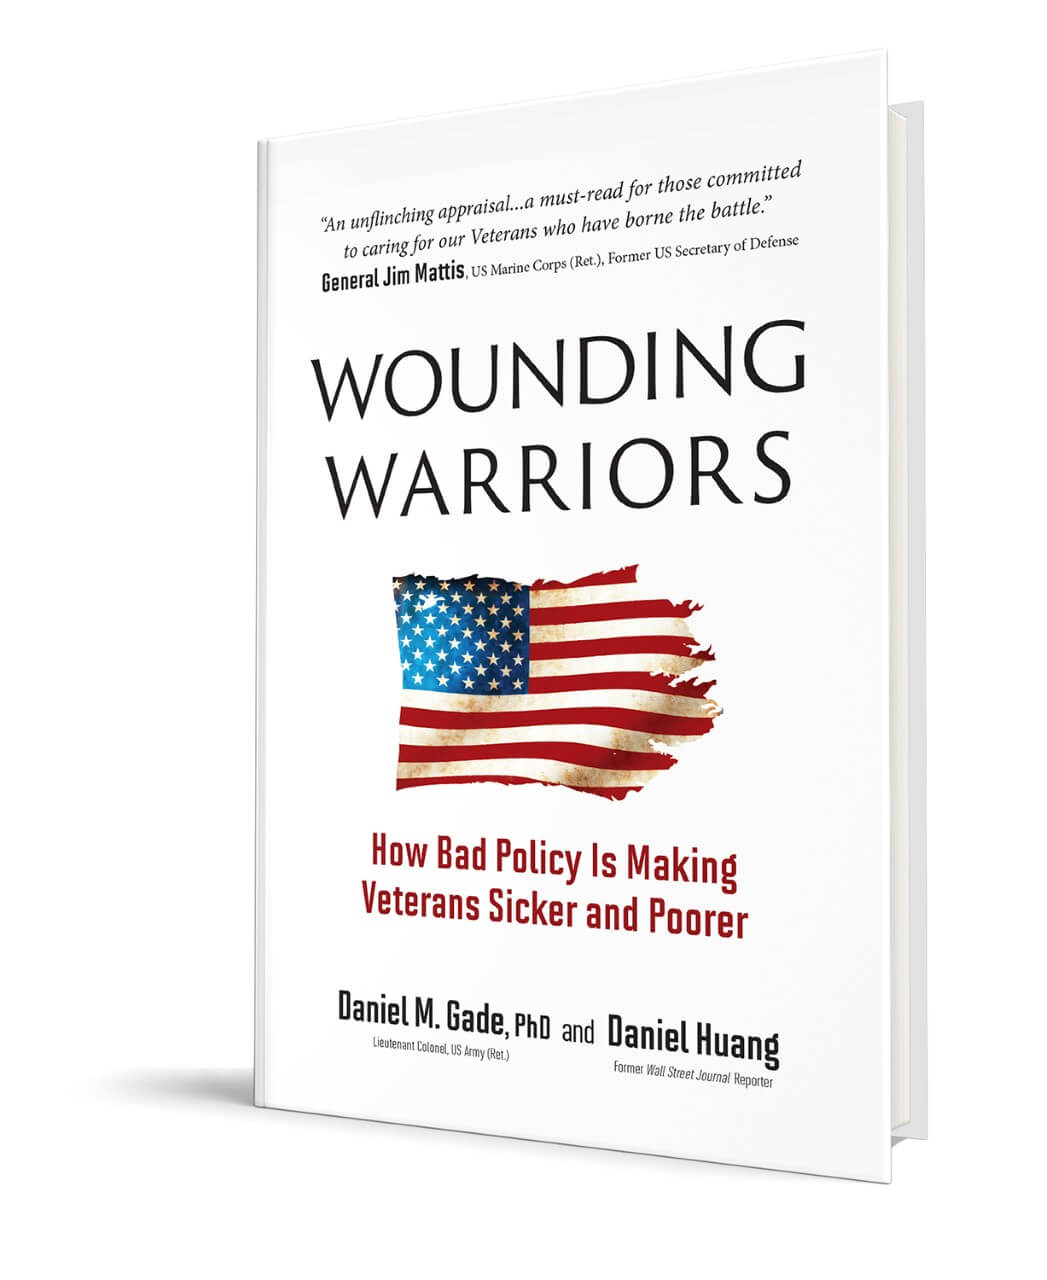 “An unflinching appraisal...a must-read for those committed
to caring for our Veterans who have borne the battle.”
General Jim Mattis, US Marine Corps (Ret.), Former US Secretary of Defense
WOUNDING
WARRIORS
How Bad Policy Is Making
Veterans Sicker and Poorer
Daniel M. Gade, PhD and Daniel Huang
Lieutenant Colonel, US Army (Ret.)
Former Wall Street Journal Reporter